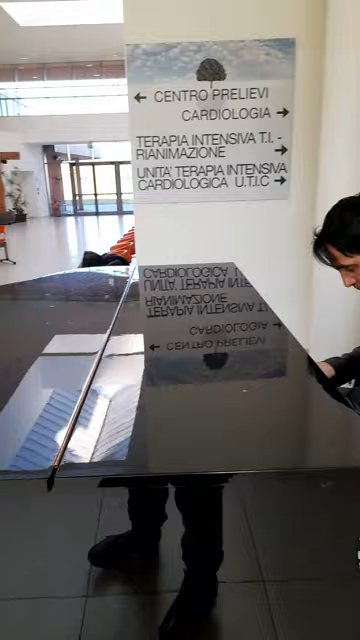 ← CENTRO PRELIEVI
CARDIOLOGIA →
TERAPIA INTENSIVA T.I. -
RIANIMAZIONE →
UNITA' TERAPIA INTENSIVA
CARDIOLOGICA U.T.I.C →